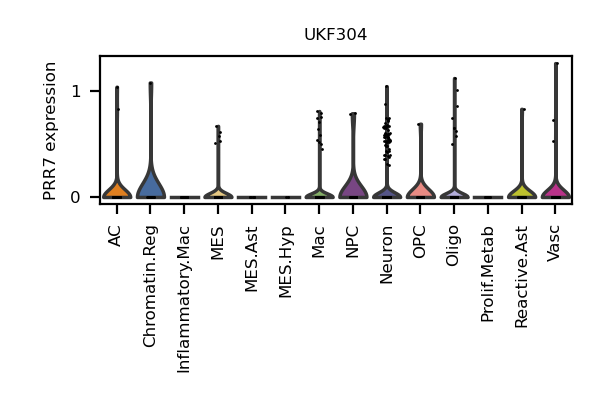 UKF304
PRR7 expression
1
0
AC
Chromatin.Reg
Inflammatory.Mac
MES
MES.Ast
MES.Hyp
Mac
NPC
Neuron
OPC
Oligo
Prolif.Metab
Reactive.Ast
Vasc